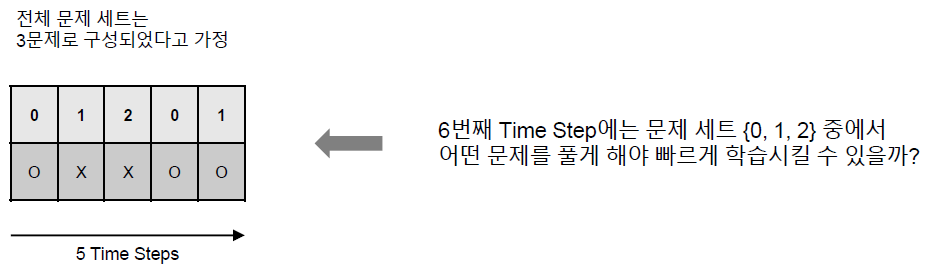 전체 문제 세트는
3문제로 구성되었다고 가정
0 1 2 0 1
O X X O O
5 Time Steps
6번째 Time Step에는 문제 세트 {0, 1, 2} 중에서
어떤 문제를 풀게 해야 빠르게 학습시킬 수 있을까?